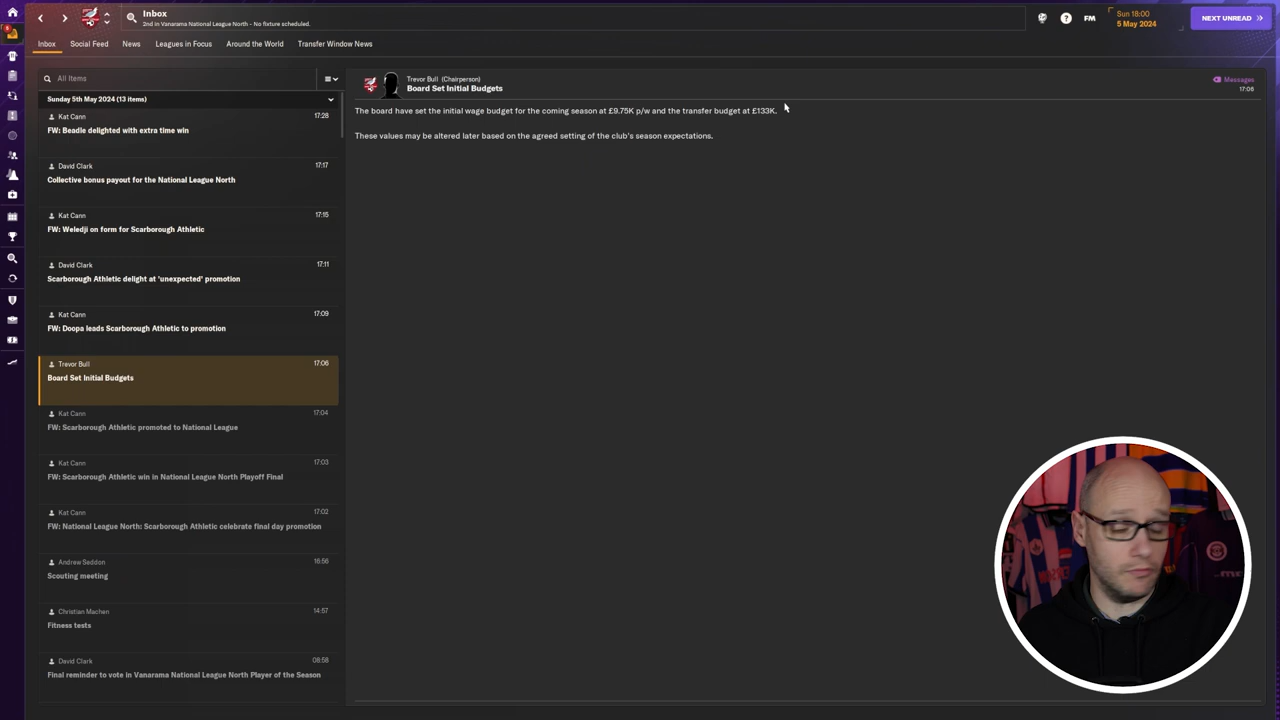 Inbox
2nd in Vanarama National League North - No fixture scheduled.
FM
Sun 18:00
5 May 2024
NEXT UNREAD
Inbox
Social Feed
News
Leagues in Focus
Around the World
Transfer Window News
All Items
Sunday 5th May 2024 (13 items)
Kat Cann
17:28
FW: Beadle delighted with extra time win
David Clark
17:17
Collective bonus payout for the National League North
Kat Cann
17:15
FW: Weledji on form for Scarborough Athletic
David Clark
17:11
Scarborough Athletic delight at 'unexpected' promotion
Kat Cann
17:09
FW: Doopa leads Scarborough Athletic to promotion
Trevor Bull
17:06
Board Set Initial Budgets
Kat Cann
17:04
FW: Scarborough Athletic promoted to National League
Kat Cann
17:03
FW: Scarborough Athletic win in National League North Playoff Final
Kat Cann
17:02
FW: National League North: Scarborough Athletic celebrate final day promotion
Andrew Seddon
16:56
Scouting meeting
Christian Machen
14:57
Fitness tests
David Clark
08:58
Final reminder to vote in Vanarama National League North Player of the Season
Trevor Bull (Chairperson)
Board Set Initial Budgets
Messages
17:06
The board have set the initial wage budget for the coming season at £9.75K p/w and the transfer budget at £133K.
These values may be altered later based on the agreed setting of the club's season expectations.